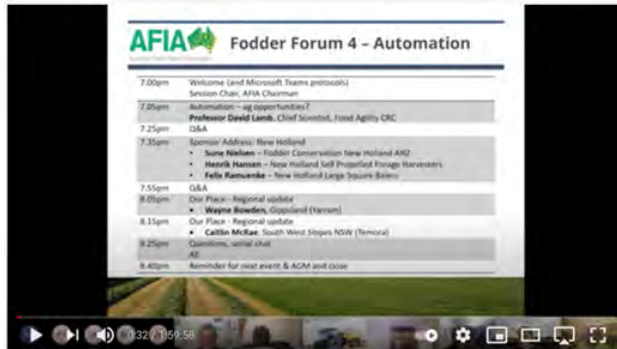 AFIA
Fodder Forum 4 – Automation
7.00pm Welcome (and Microsoft Teams protocols)
Session Chair, AFIA Chairman
7.05pm Automation – ag opportunities?
Professor David Lamb, Chief Scientist, Food Agility CRC
7.25pm Q&A
7.35pm Sponsor Address: New Holland
• Sune Nielsen – Fodder Conservation New Holland ANZ
• Henrik Hansen – New Holland Self Propelled Forage Harvesters
• Felix Ramuenke – New Holland Large Square Balers
7.55pm Q&A
8.05pm Our Place - Regional update
• Wayne Bowden, Gippsland (Yarram)
8.15pm Our Place - Regional update
• Caitlin McRae, South West Slopes NSW (Temora)
8.25pm Questions, social chat
All
8.40pm Reminder for next event & AGM and close
0:32 / 1:59:58